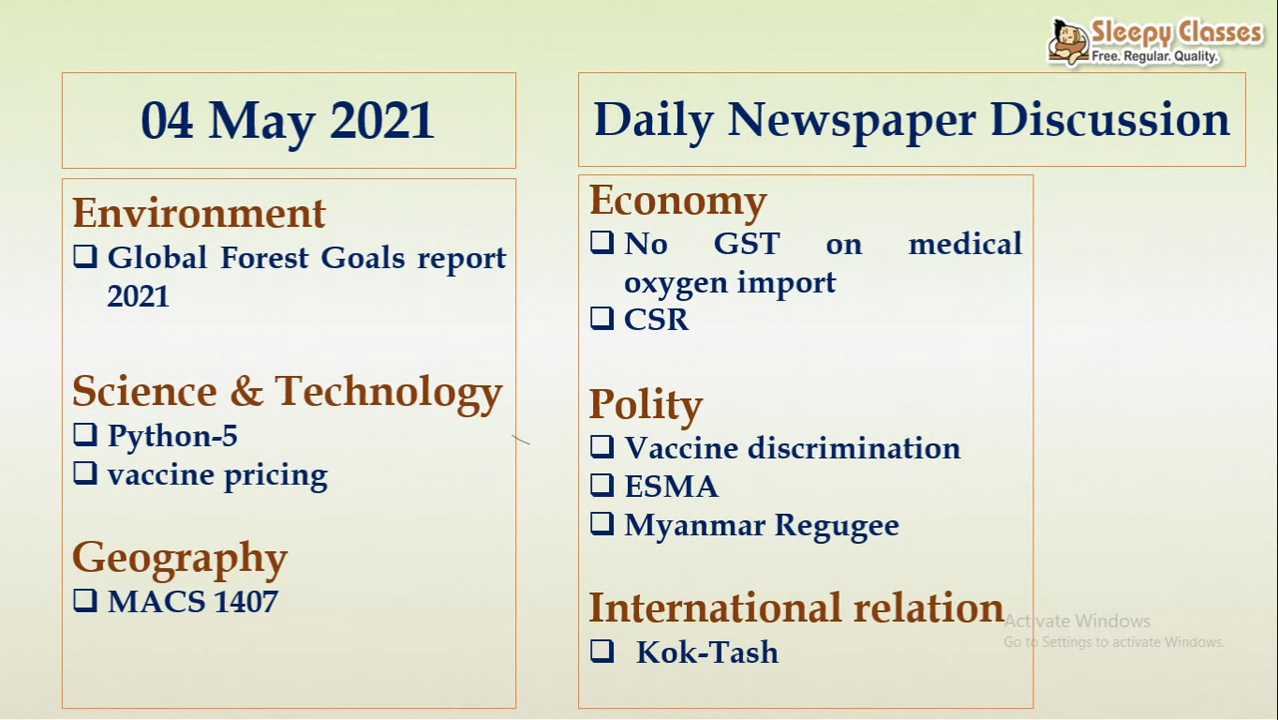 Sleepy Classes
Free. Regular. Quality.
04 May 2021
Daily Newspaper Discussion
Environment
❑ Global Forest Goals report
2021
Science & Technology
❑ Python-5
❑ vaccine pricing
Geography
❑ MACS 1407
Economy
❑ No GST on medical
oxygen import
❑ CSR
Polity
❑ Vaccine discrimination
❑ ESMA
❑ Myanmar Regugee
International relation
❑ Kok-Tash
Activate Windows
Go to Settings to activate Windows.